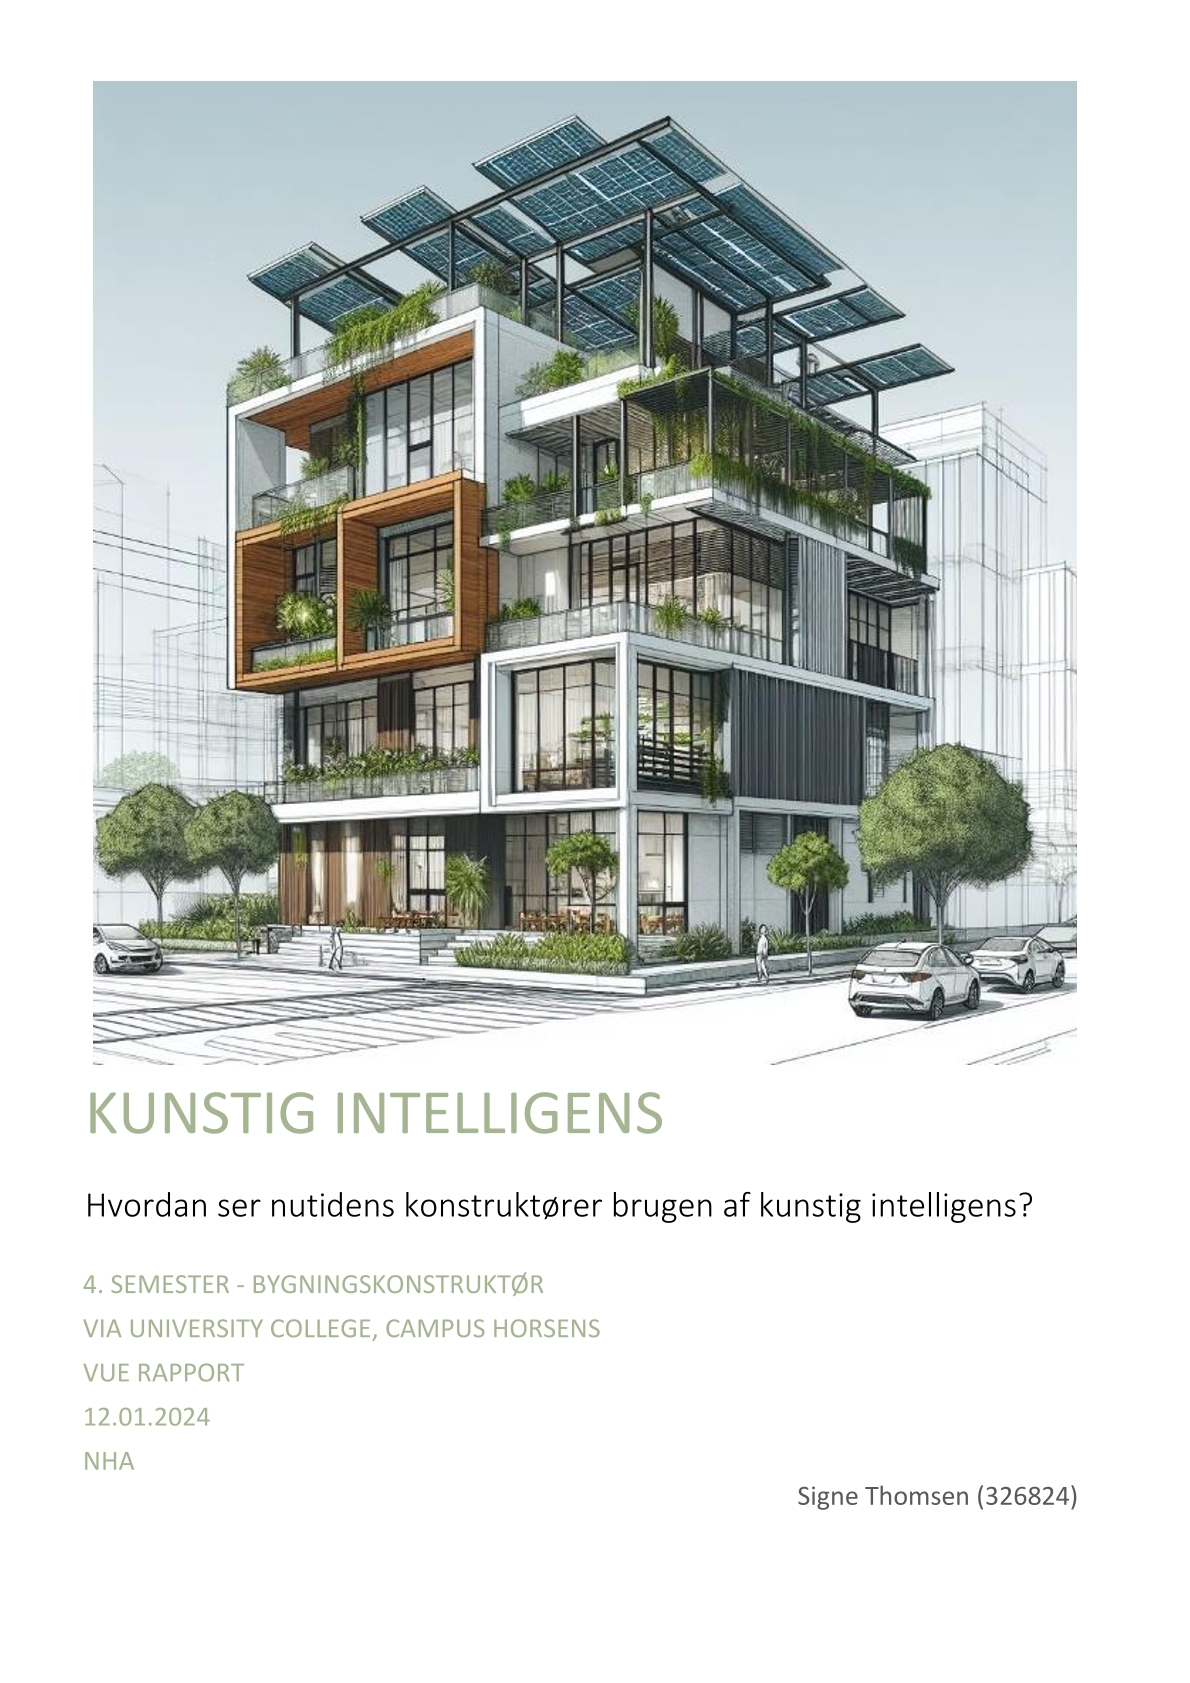 KUNSTIG INTELLIGENS
Hvordan ser nutidens konstruktører brugen af kunstig intelligens?
4. SEMESTER - BYGNINGSKONSTRUKTØR
VIA UNIVERSITY COLLEGE, CAMPUS HORSENS
VUE RAPPORT
12.01.2024
NHA
Signe Thomsen (326824)